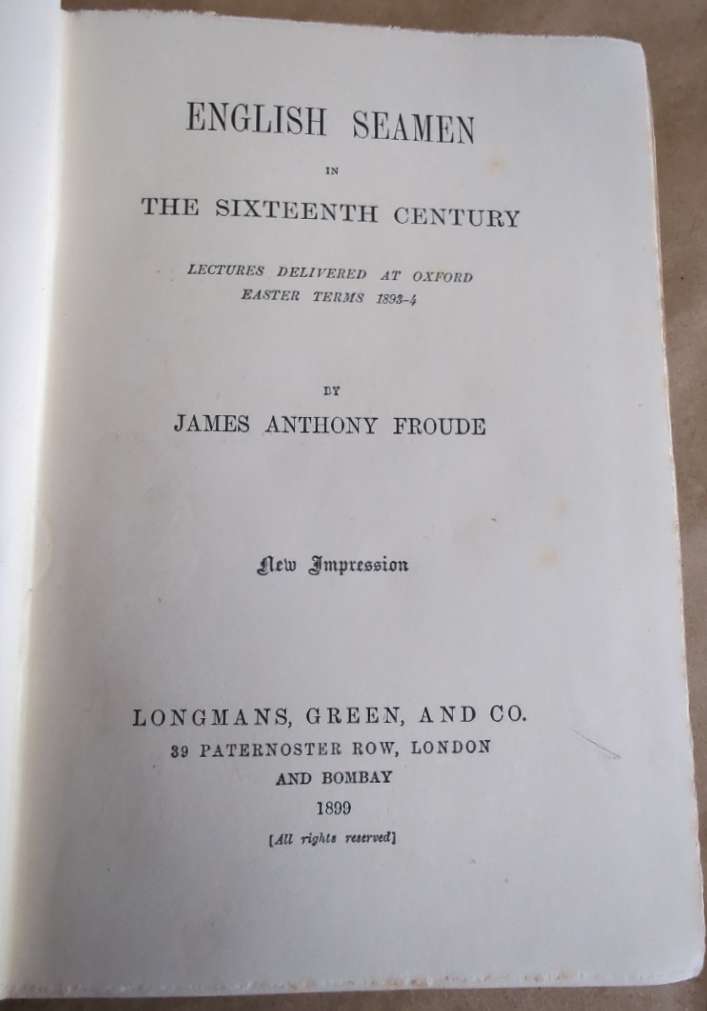 ENGLISH SEAMEN
IN
THE SIXTEENTH CENTURY
LECTURES DELIVERED AT OXFORD
EASTER TERMS 1893–4
BY
JAMES ANTHONY FROUDE
New Impression
LONGMANS, GREEN, AND CO.
39 PATERNOSTER ROW, LONDON
AND BOMBAY
1899
[All rights reserved]